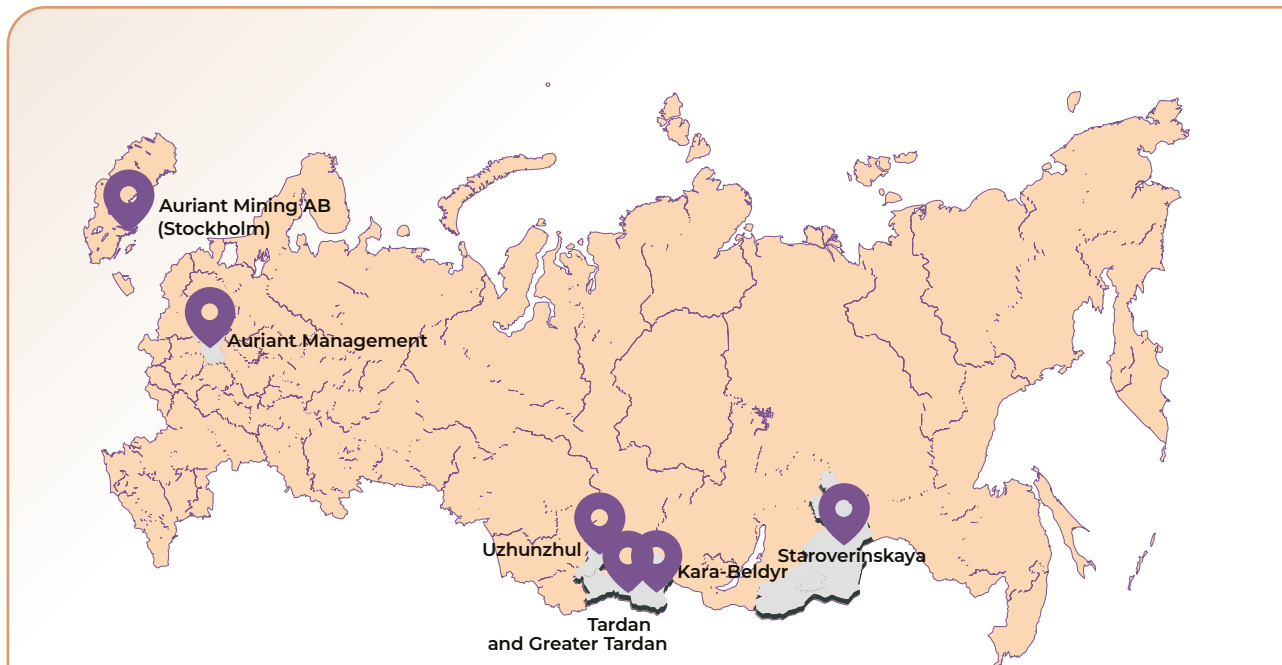 Auriant Mining AB
(Stockholm)
Auriant Management
Uzhunzhul
Staroverinskaya
Kara-Beldyr
Tardan
and Greater Tardan